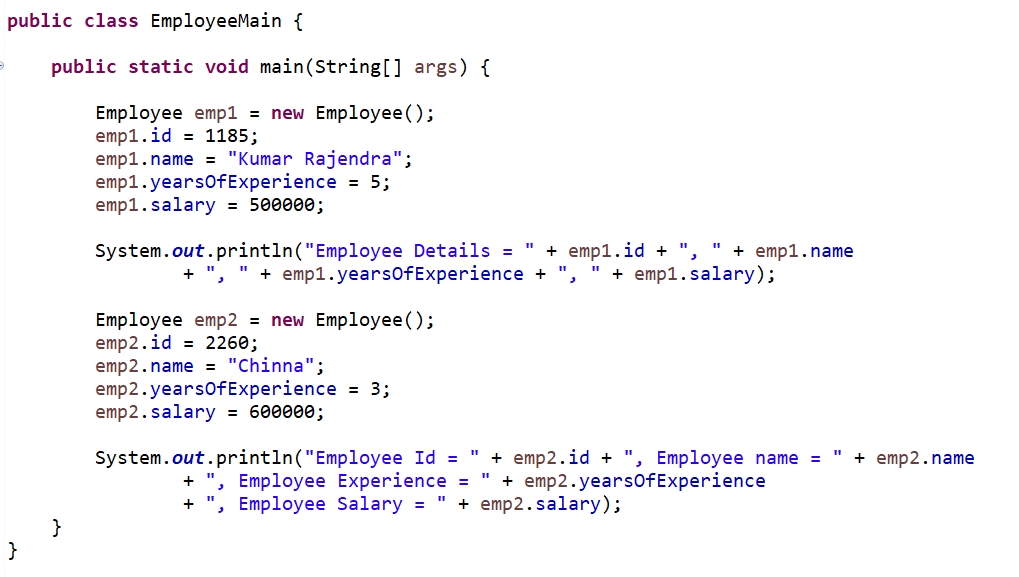 public class EmployeeMain {
public static void main(String[] args) {
Employee emp1 = new Employee();
emp1.id = 1185;
emp1.name = "Kumar Rajendra";
emp1.yearsOfExperience = 5;
emp1.salary = 500000;
System.out.println("Employee Details = " + emp1.id + ", " + emp1.name
+ ", " + emp1.yearsOfExperience + ", " + emp1.salary);
Employee emp2 = new Employee();
emp2.id = 2260;
emp2.name = "Chinna";
emp2.yearsOfExperience = 3;
emp2.salary = 600000;
System.out.println("Employee Id = " + emp2.id + ", Employee name = " + emp2.name
+ ", Employee Experience = " + emp2.yearsOfExperience
+ ", Employee Salary = " + emp2.salary);
}
}